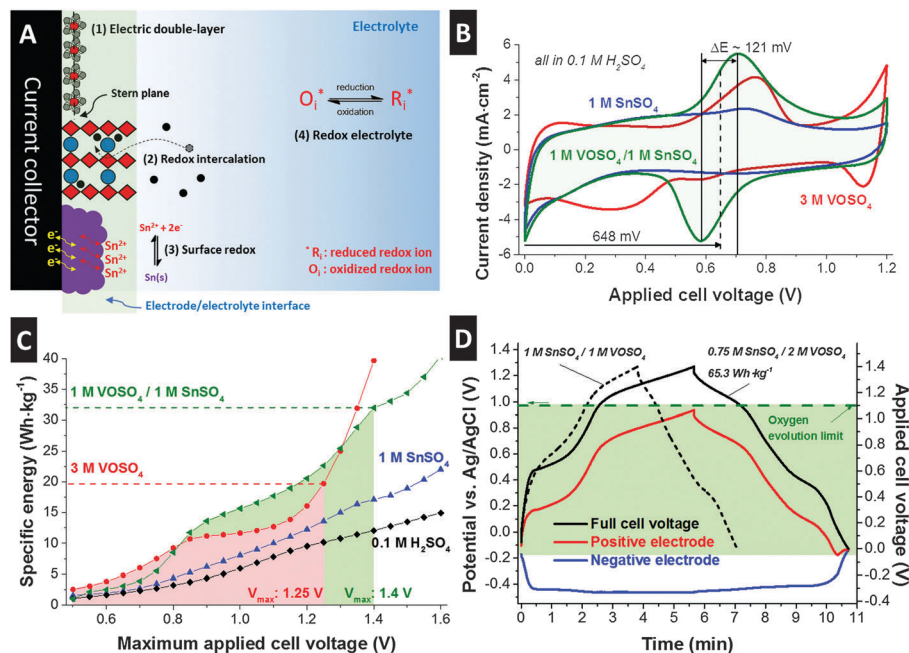 A
Current collector
(1) Electric double-layer
Electrolyte
Stern plane
reduction
Oᵢ* ⇌ Rᵢ*
oxidation
(4) Redox electrolyte
(2) Redox intercalation
Sn²⁺ + 2e⁻
(3) Surface redox
Sn(s)
e⁻
e⁻
e⁻
Sn²⁺
Sn²⁺
Sn²⁺
* Rᵢ : reduced redox ion
Oᵢ : oxidized redox ion
Electrode/electrolyte interface
B
Current density (mA·cm⁻²)
6
4
2
0
2
-4
-6
all in 0.1 M H₂SO₄
ΔE ~ 121 mV
1 M SnSO₄
1 M VOSO₄/1 M SnSO₄
3 M VOSO₄
648 mV
0.0 0.2 0.4 0.6 0.8 1.0 1.2
Applied cell voltage (V)
C
Specific energy (Wh·kg⁻¹)
40
35
30
25
20
15
10
5
0
1 M VOSO₄ / 1 M SnSO₄
3 M VOSO₄
1 M SnSO₄
0.1 M H₂SO₄
Vmax: 1.25 V
Vmax: 1.4 V
0.6 0.8 1.0 1.2 1.4 1.6
Maximum applied cell voltage (V)
D
Potential vs. Ag/AgCl (V)
1.4
1.2
1.0
0.8
0.6
0.4
0.2
0.0
-0.2
-0.4
1 M SnSO₄ / 1 M VOSO₄
0.75 M SnSO₄ / 2 M VOSO₄
65.3 Wh·kg⁻¹
Oxygen
evolution limit
Full cell voltage
Positive electrode
Negative electrode
Applied cell voltage (V)
1.4
1.2
1.0
0.8
0.6
0.4
0.2
0.0
-0.2
-0.4
0 1 2 3 4 5 6 7 8 9 10 11
Time (min)